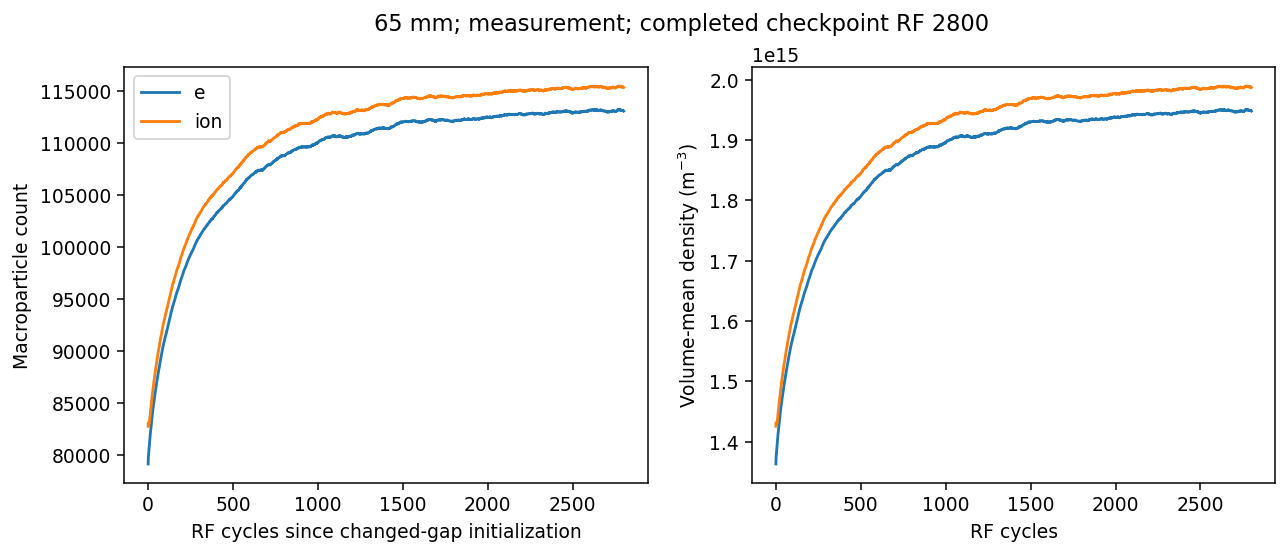 65 mm; measurement; completed checkpoint RF 2800
e
ion
Macroparticle count
115000
110000
105000
100000
95000
90000
85000
80000
0 500 1000 1500 2000 2500
RF cycles since changed-gap initialization
1e15
Volume-mean density (m⁻³)
2.0
1.9
1.8
1.7
1.6
1.5
1.4
0 500 1000 1500 2000 2500
RF cycles